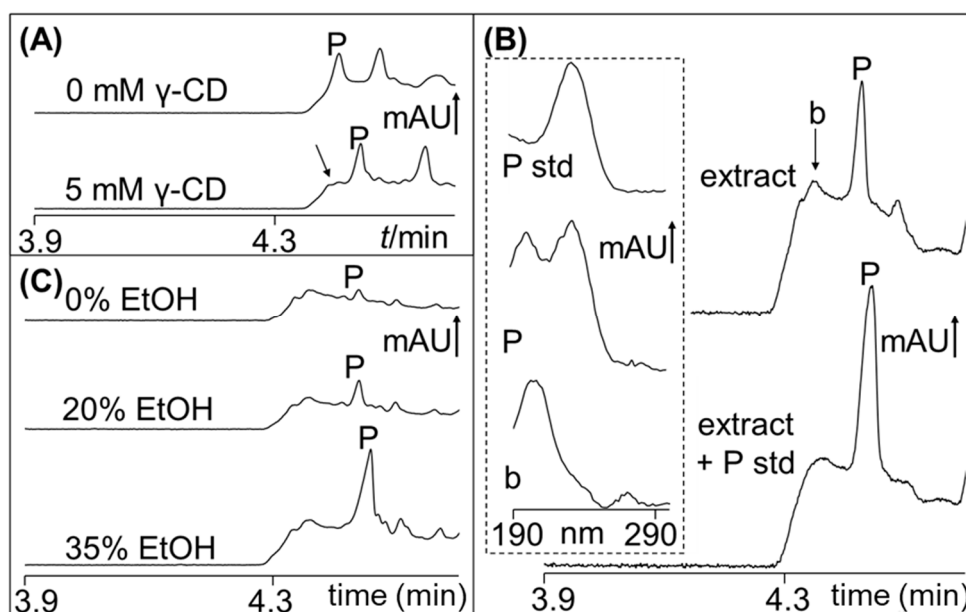 (A)
P
0 mM γ-CD
mAU
P
5 mM γ-CD
3.9
4.3
t/min
(B)
P std
P
b
190 nm 290
mAU
P
b
extract
P
mAU
extract
+ P std
3.9
4.3
time (min)
(C)
P
0% EtOH
mAU
P
20% EtOH
P
35% EtOH
3.9
4.3
time (min)